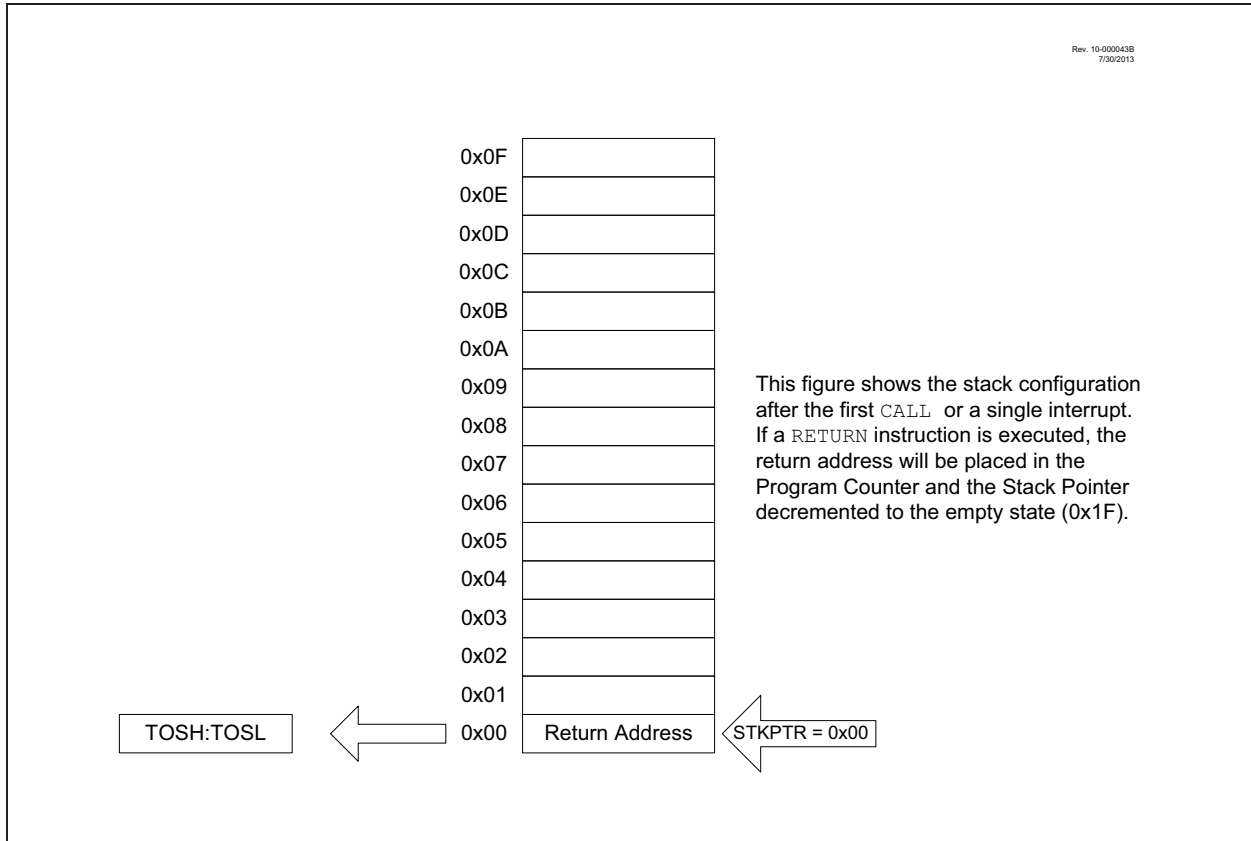 Rev. 10-000043B
7/30/2013
0x0F
0x0E
0x0D
0x0C
0x0B
0x0A
0x09
0x08
0x07
0x06
0x05
0x04
0x03
0x02
0x01
This figure shows the stack configuration
after the first CALL or a single interrupt.
If a RETURN instruction is executed, the
return address will be placed in the
Program Counter and the Stack Pointer
decremented to the empty state (0x1F).
TOSH:TOSL
0x00
Return Address
STKPTR = 0x00